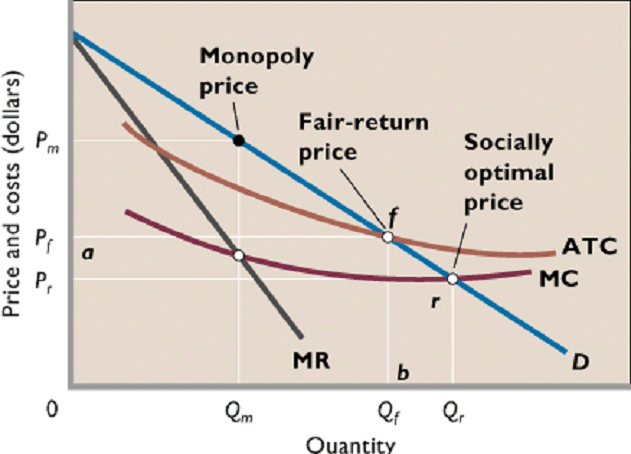 Monopoly
price
Fair-return
price
Socially
optimal
price
Price and costs (dollars)
Pm
Pf
Pr
a
f
r
b
ATC
MC
MR
D
0
Qm
Qf
Qr
Quantity